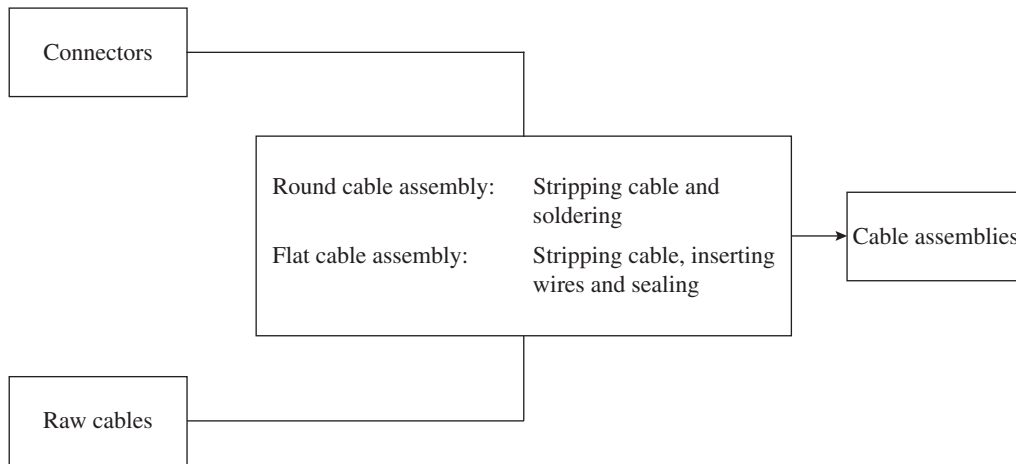 Connectors
Round cable assembly: Stripping cable and
soldering
Flat cable assembly: Stripping cable, inserting
wires and sealing
Cable assemblies
Raw cables